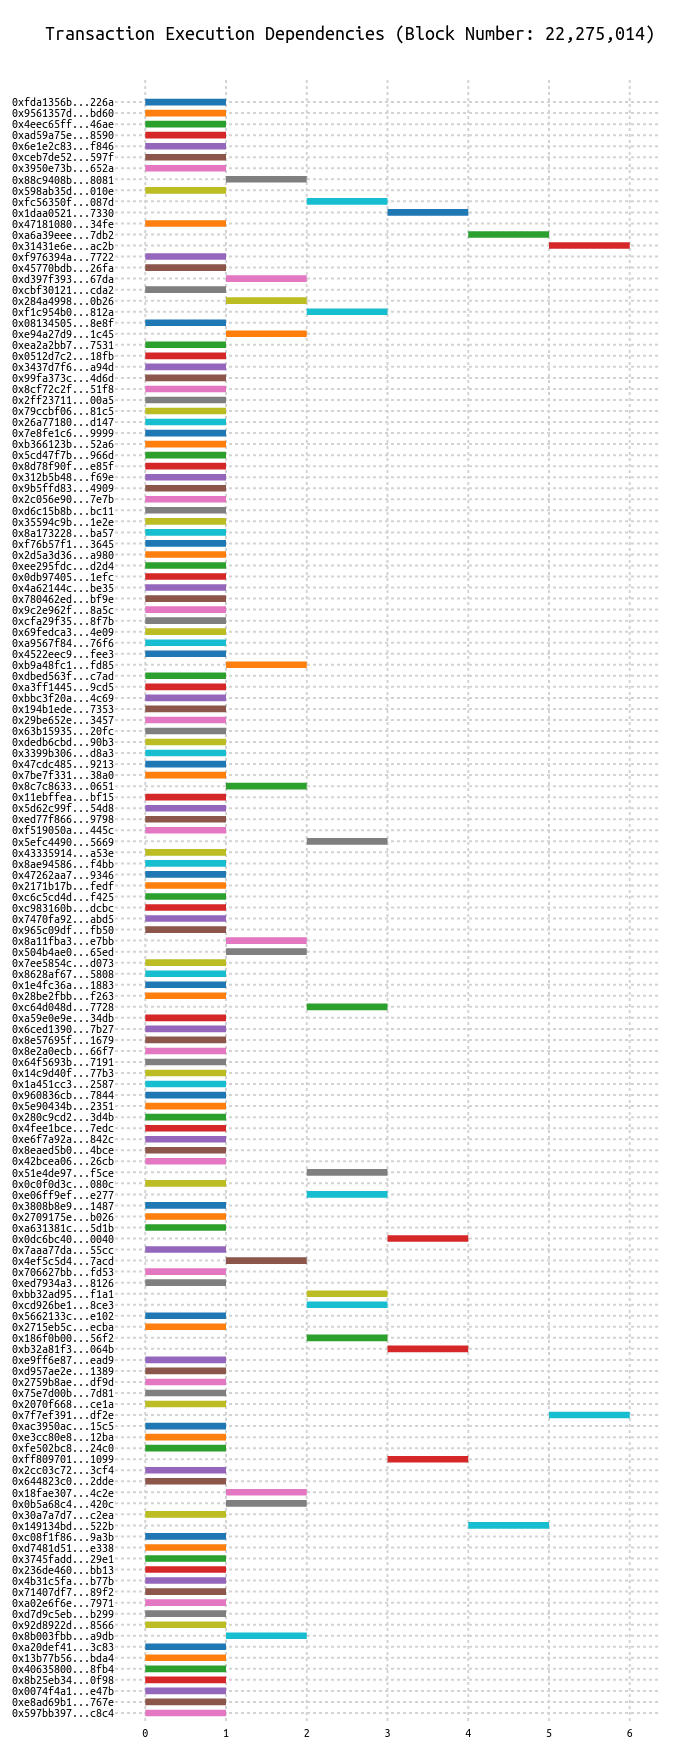 Transaction Execution Dependencies (Block Number: 22,275,014)
0xfda1356b...226a
0x9561357d...bd60
0x4eec65ff...46ae
0xad59a75e...8590
0x6e1e2c83...f846
0xceb7de52...597f
0x3950e73b...652a
0x88c9408b...8081
0x598ab35d...010e
0xfc56350f...087d
0x1daa0521...7330
0x47181080...34fe
0xa6a39eee...7db2
0x31431e6e...ac2b
0xf976394a...7722
0x45770bdb...26fa
0xd397f393...67da
0xcbf30121...cda2
0x284a4998...0b26
0xf1c954b0...812a
0x08134505...8e8f
0xe94a27d9...1c45
0xea2a2bb7...7531
0x0512d7c2...18fb
0x3437d7f6...a94d
0x99fa373c...4d6d
0x8cf72c2f...51f8
0x2ff23711...00a5
0x79ccbf06...81c5
0x26a77180...d147
0x7e8fe1c6...9999
0xb366123b...52a6
0x5cd47f7b...966d
0x8d78f90f...e85f
0x312b5b48...f69e
0x9b5ffd83...4909
0x2c056e90...7e7b
0xd6c15b8b...bc11
0x35594c9b...1e2e
0x8a173228...ba57
0xf76b57f1...3645
0x2d5a3d36...a980
0xee295fdc...d2d4
0x0db97405...1efc
0x4a62144c...be35
0x780462ed...bf9e
0x9c2e962f...8a5c
0xcfa29f35...8f7b
0x69fedca3...4e09
0xa9567f84...76f6
0x4522eec9...fee3
0xb9a48fc1...fd85
0xdbed563f...c7ad
0xa3ff1445...9cd5
0xbbc3f20a...4c69
0x194b1ede...7353
0x29be652e...3457
0x63b15935...20fc
0xdedb6cbd...90b3
0x3399b306...d8a3
0x47cdc485...9213
0x7be7f331...38a0
0x8c7c8633...0651
0x11ebffea...bf15
0x5d62c99f...54d8
0xed77f866...9798
0xf519050a...445c
0x5efc4490...5669
0x43335914...a53e
0x8ae94586...f4bb
0x47262aa7...9346
0x2171b17b...fedf
0xc6c5cd4d...f425
0xc983160b...dcbc
0x7470fa92...abd5
0x965c09df...fb50
0x8a11fba3...e7bb
0x504b4ae0...65ed
0x7ee5854c...d073
0x8628af67...5808
0x1e4fc36a...1883
0x28be2fbb...f263
0xc64d048d...7728
0xa59e0e9e...34db
0x6ced1390...7b27
0x8e57695f...1679
0x8e2a0ecb...66f7
0x64f5693b...7191
0x14c9d40f...77b3
0x1a451cc3...2587
0x960836cb...7844
0x5e90434b...2351
0x280c9cd2...3d4b
0x4fee1bce...7edc
0xe6f7a92a...842c
0x8eaed5b0...4bce
0x42bcea06...26cb
0x51e4de97...f5ce
0x0c0f0d3c...080c
0xe06ff9ef...e277
0x3808b8e9...1487
0x2709175e...b026
0xa631381c...5d1b
0x0dc6bc40...0040
0x7aaa77da...55cc
0x4ef5c5d4...7acd
0x706627bb...fd53
0xed7934a3...8126
0xbb32ad95...f1a1
0xcd926be1...8ce3
0x5662133c...e102
0x2715eb5c...ecba
0x186f0b00...56f2
0xb32a81f3...064b
0xe9ff6e87...ead9
0xd957ae2e...1389
0x2759b8ae...df9d
0x75e7d00b...7d81
0x2070f668...ce1a
0x7f7ef391...df2e
0xac3950ac...15c5
0xe3cc80e8...12ba
0xfe502bc8...24c0
0xff809701...1099
0x2cc03c72...3cf4
0x644823c0...2dde
0x18fae307...4c2e
0x0b5a68c4...420c
0x30a7a7d7...c2ea
0x149134bd...522b
0xc08f1f86...9a3b
0xd7481d51...e338
0x3745fadd...29e1
0x236de460...bb13
0x4b31c5fa...b77b
0x71407df7...89f2
0xa02e6f6e...7971
0xd7d9c5eb...b299
0x92d8922d...8566
0x8b003fbb...a9db
0xa20def41...3c83
0x13b77b56...bda4
0x40635800...8fb4
0x8b25eb34...0f98
0x0074f4a1...e47b
0xe8ad69b1...767e
0x597bb397...c8c4
0 1 2 3 4 5 6